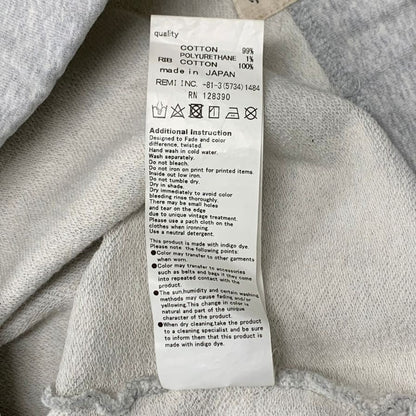 quality
COTTON 99%
POLYURETHANE 1%
RIB COTTON 100%
made in JAPAN
REMI INC. -81-3(5734)1484
RN 128390
Additional Instruction
Designed to Fade and color
difference, twisted.
Hand wash in cold water.
Wash separately.
Do not bleach.
Do not iron on print for printed items.
Inside out low iron.
Do not tumble dry.
Dry in shade.
Dry immediately to avoid color
bleeding rinse thoroughly.
There may be small holes
and tear on the edge
due to unique vintage treatment.
Please use a pach cloth on the
clothes when ironing.
Use a neutral detergent.
This product is made with indigo dye.
Please note the following points:
●Color may transfer to other garments
when worn.
●Color may transfer to accessories
such as belts and bags it they come
into repeated contact with the
product.
●The sun, humidity and certain washing
methods may cause fading and/or
yellowing. This change in color is
natural and part of the unique
character of the product.
●When dry cleaning, take the product
to a cleaning specialist and be sure
to inform them that the product
was made with indigo dye.